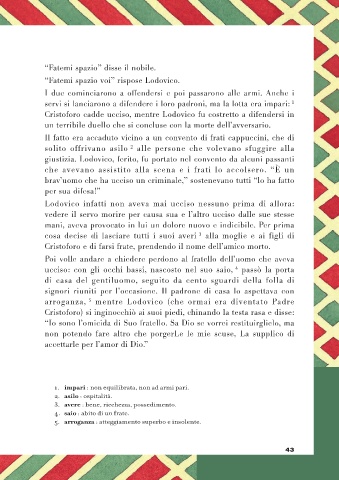 “Fatemi spazio” disse il nobile.
“Fatemi spazio voi” rispose Lodovico.
I due cominciarono a offendersi e poi passarono alle armi. Anche i
servi si lanciarono a difendere i loro padroni, ma la lotta era impari: 1
Cristoforo cadde ucciso, mentre Lodovico fu costretto a difendersi in
un terribile duello che si concluse con la morte dell’avversario.
Il fatto era accaduto vicino a un convento di frati cappuccini, che di
solito offrivano asilo 2 alle persone che volevano sfuggire alla
giustizia. Lodovico, ferito, fu portato nel convento da alcuni passanti
che avevano assistito alla scena e i frati lo accolsero. “È un
brav’uomo che ha ucciso un criminale,” sostenevano tutti “lo ha fatto
per sua difesa!”
Lodovico infatti non aveva mai ucciso nessuno prima di allora:
vedere il servo morire per causa sua e l’altro ucciso dalle sue stesse
mani, aveva provocato in lui un dolore nuovo e indicibile. Per prima
cosa decise di lasciare tutti i suoi averi 3 alla moglie e ai figli di
Cristoforo e di farsi frate, prendendo il nome dell’amico morto.
Poi volle andare a chiedere perdono al fratello dell’uomo che aveva
ucciso: con gli occhi bassi, nascosto nel suo saio, 4 passò la porta
di casa del gentiluomo, seguito da cento sguardi della folla di
signori riuniti per l’occasione. Il padrone di casa lo aspettava con
arroganza, 5 mentre Lodovico (che ormai era diventato Padre
Cristoforo) si inginocchiò ai suoi piedi, chinando la testa rasa e disse:
“Io sono l’omicida di Suo fratello. Sa Dio se vorrei restituirglielo, ma
non potendo fare altro che porgerLe le mie scuse, La supplico di
accettarle per l’amor di Dio.”
1. impari : non equilibrata, non ad armi pari.
2. asilo : ospitalità.
3. avere : bene, ricchezza, possedimento.
4. saio : abito di un frate.
5. arroganza : atteggiamento superbo e insolente.
43